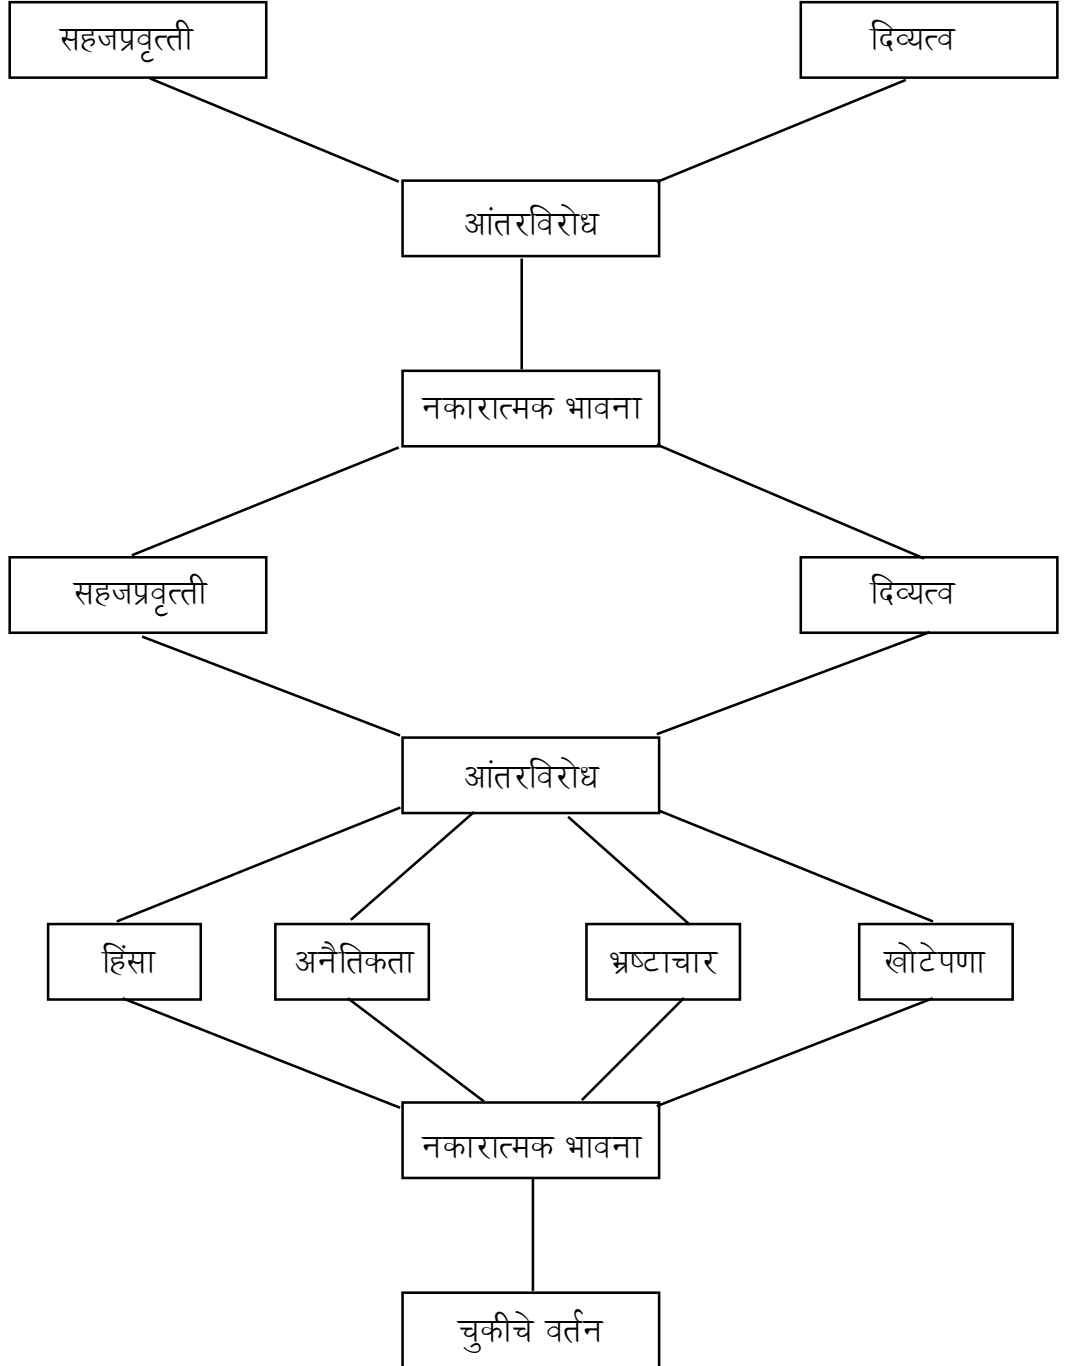 सहजप्रवृत्ती
दिव्यत्व
आंतरविरोध
नकारात्मक भावना
सहजप्रवृत्ती
दिव्यत्व
आंतरविरोध
हिंसा
अनैतिकता
भ्रष्टाचार
खोटेपणा
नकारात्मक भावना
चुकीचे वर्तन